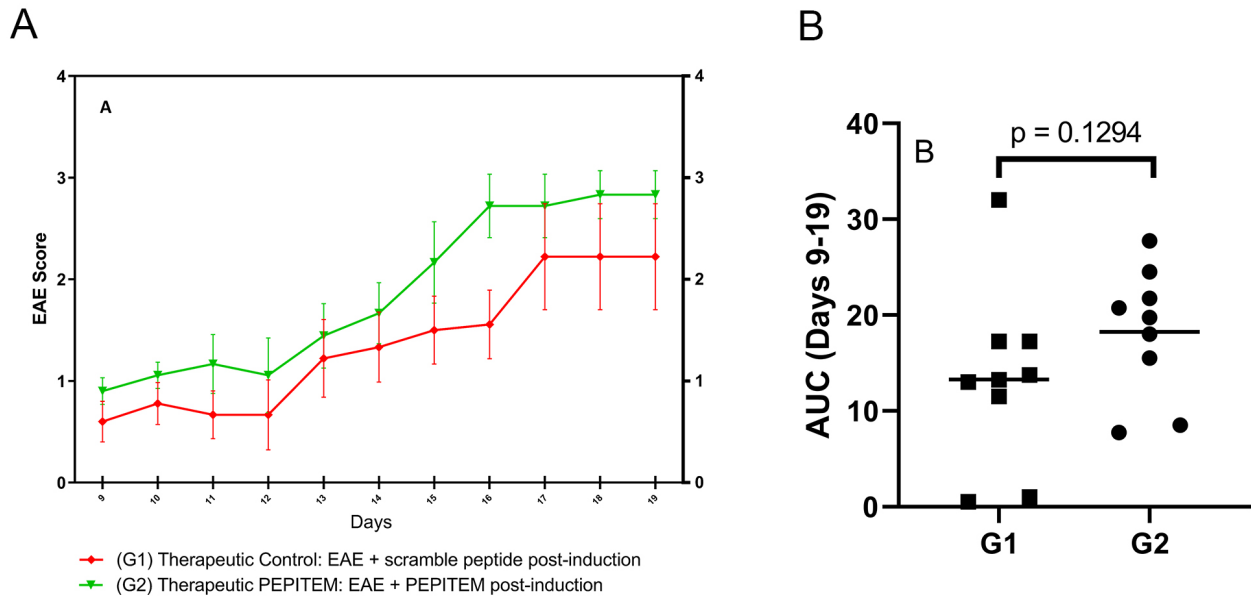 A
B
4
4
A
3
3
EAE Score
2
2
1
1
0
0
9
10
11
12
13
14
15
16
17
18
19
Days
(G1) Therapeutic Control: EAE + scramble peptide post-induction
(G2) Therapeutic PEPITEM: EAE + PEPITEM post-induction
p = 0.1294
B
AUC (Days 9-19)
40
30
20
10
0
G1
G2